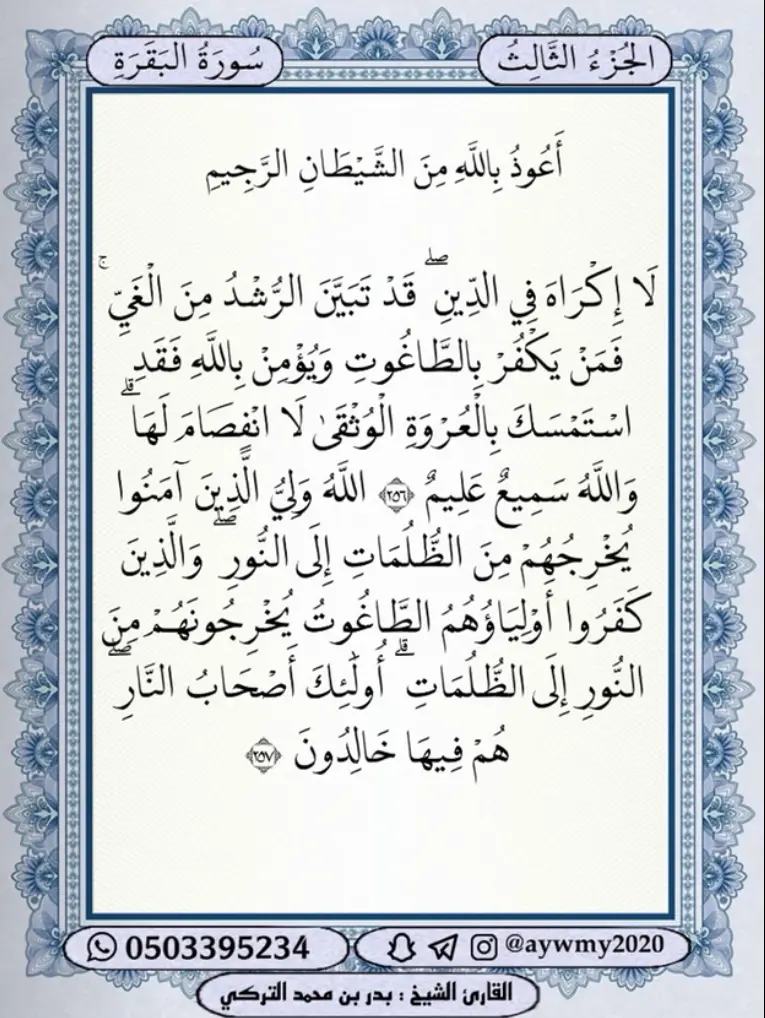 الجُزْءُ الثَّالِثُ
سُورَةُ البَقَرَةِ
أَعُوذُ بِاللَّهِ مِنَ الشَّيْطَانِ الرَّجِيمِ
لَا إِكْرَاهَ فِي الدِّينِ ۖ قَدْ تَبَيَّنَ الرُّشْدُ مِنَ الْغَيِّ ۚ
فَمَنْ يَكْفُرْ بِالطَّاغُوتِ وَيُؤْمِنْ بِاللَّهِ فَقَدِ
اسْتَمْسَكَ بِالْعُرْوَةِ الْوُثْقَىٰ لَا انْفِصَامَ لَهَا ۗ
وَاللَّهُ سَمِيعٌ عَلِيمٌ ﴿٢٥٦﴾ اللَّهُ وَلِيُّ الَّذِينَ آمَنُوا
يُخْرِجُهُمْ مِنَ الظُّلُمَاتِ إِلَى النُّورِ ۖ وَالَّذِينَ
كَفَرُوا أَوْلِيَاؤُهُمُ الطَّاغُوتُ يُخْرِجُونَهُمْ مِنَ
النُّورِ إِلَى الظُّلُمَاتِ ۗ أُولَٰئِكَ أَصْحَابُ النَّارِ ۖ
هُمْ فِيهَا خَالِدُونَ ﴿٢٥٧﴾
0503395234
@aywmy2020
القارئ الشيخ : بدر بن محمد التركي